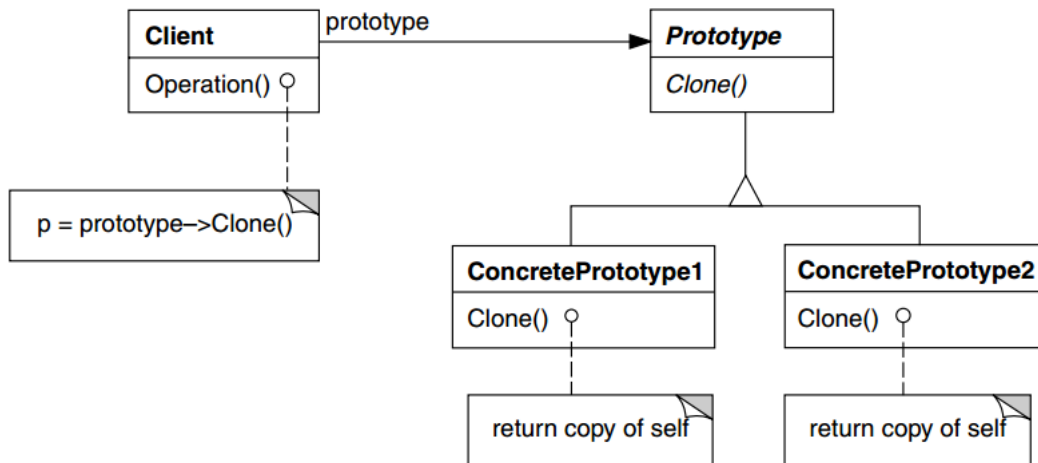 Client
prototype
Prototype
Operation()
Clone()
p = prototype–>Clone()
ConcretePrototype1
ConcretePrototype2
Clone()
Clone()
return copy of self
return copy of self